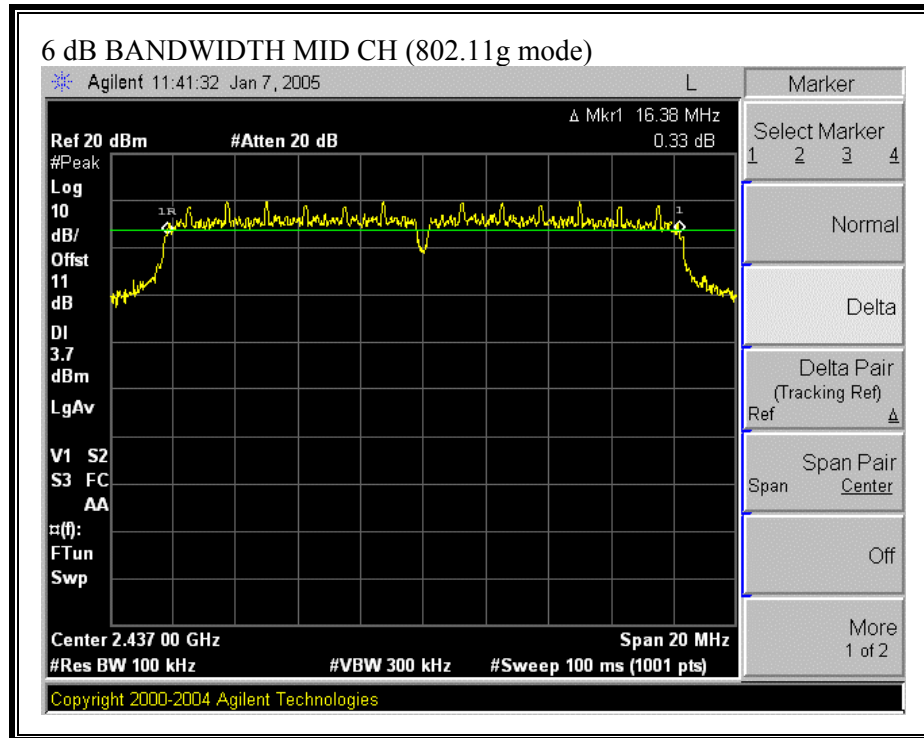 6 dB BANDWIDTH MID CH (802.11g mode)
Agilent 11:41:32 Jan 7, 2005 L
Marker
Δ Mkr1 16.38 MHz
Ref 20 dBm #Atten 20 dB 0.33 dB
#Peak
Log
10
dB/
Offst
11
dB
DI
3.7
dBm
LgAv
V1 S2
S3 FC
AA
¤(f):
FTun
Swp
1R
1
Center 2.437 00 GHz Span 20 MHz
#Res BW 100 kHz #VBW 300 kHz #Sweep 100 ms (1001 pts)
Copyright 2000-2004 Agilent Technologies
Select Marker
1 2 3 4
Normal
Delta
Delta Pair
(Tracking Ref)
Ref Δ
Span Pair
Span Center
Off
More
1 of 2